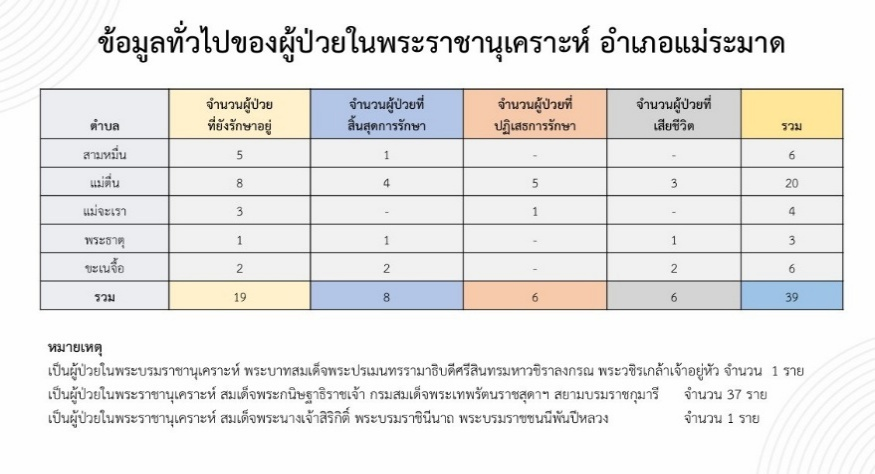 ข้อมูลทั่วไปของผู้ป่วยในพระราชานุเคราะห์ อำเภอแม่ระมาด
ตำบล จำนวนผู้ป่วยที่ยังรักษาอยู่ จำนวนผู้ป่วยที่สิ้นสุดการรักษา จำนวนผู้ป่วยที่ปฏิเสธการรักษา จำนวนผู้ป่วยที่เสียชีวิต รวม
สามหมื่น 5 1 - - 6
แม่ตื่น 8 4 5 3 20
แม่จะเรา 3 - 1 - 4
พระธาตุ 1 1 - 1 3
ขะเนจื้อ 2 2 - 2 6
รวม 19 8 6 6 39
หมายเหตุ
เป็นผู้ป่วยในพระบรมราชานุเคราะห์ พระบาทสมเด็จพระปรเมนทรรามาธิบดีศรีสินทรมหาวชิราลงกรณ พระวชิรเกล้าเจ้าอยู่หัว จำนวน 1 ราย
เป็นผู้ป่วยในพระราชานุเคราะห์ สมเด็จพระกนิษฐาธิราชเจ้า กรมสมเด็จพระเทพรัตนราชสุดาฯ สยามบรมราชกุมารี จำนวน 37 ราย
เป็นผู้ป่วยในพระราชานุเคราะห์ สมเด็จพระนางเจ้าสิริกิติ์ พระบรมราชินีนาถ พระบรมราชชนนีพันปีหลวง จำนวน 1 ราย